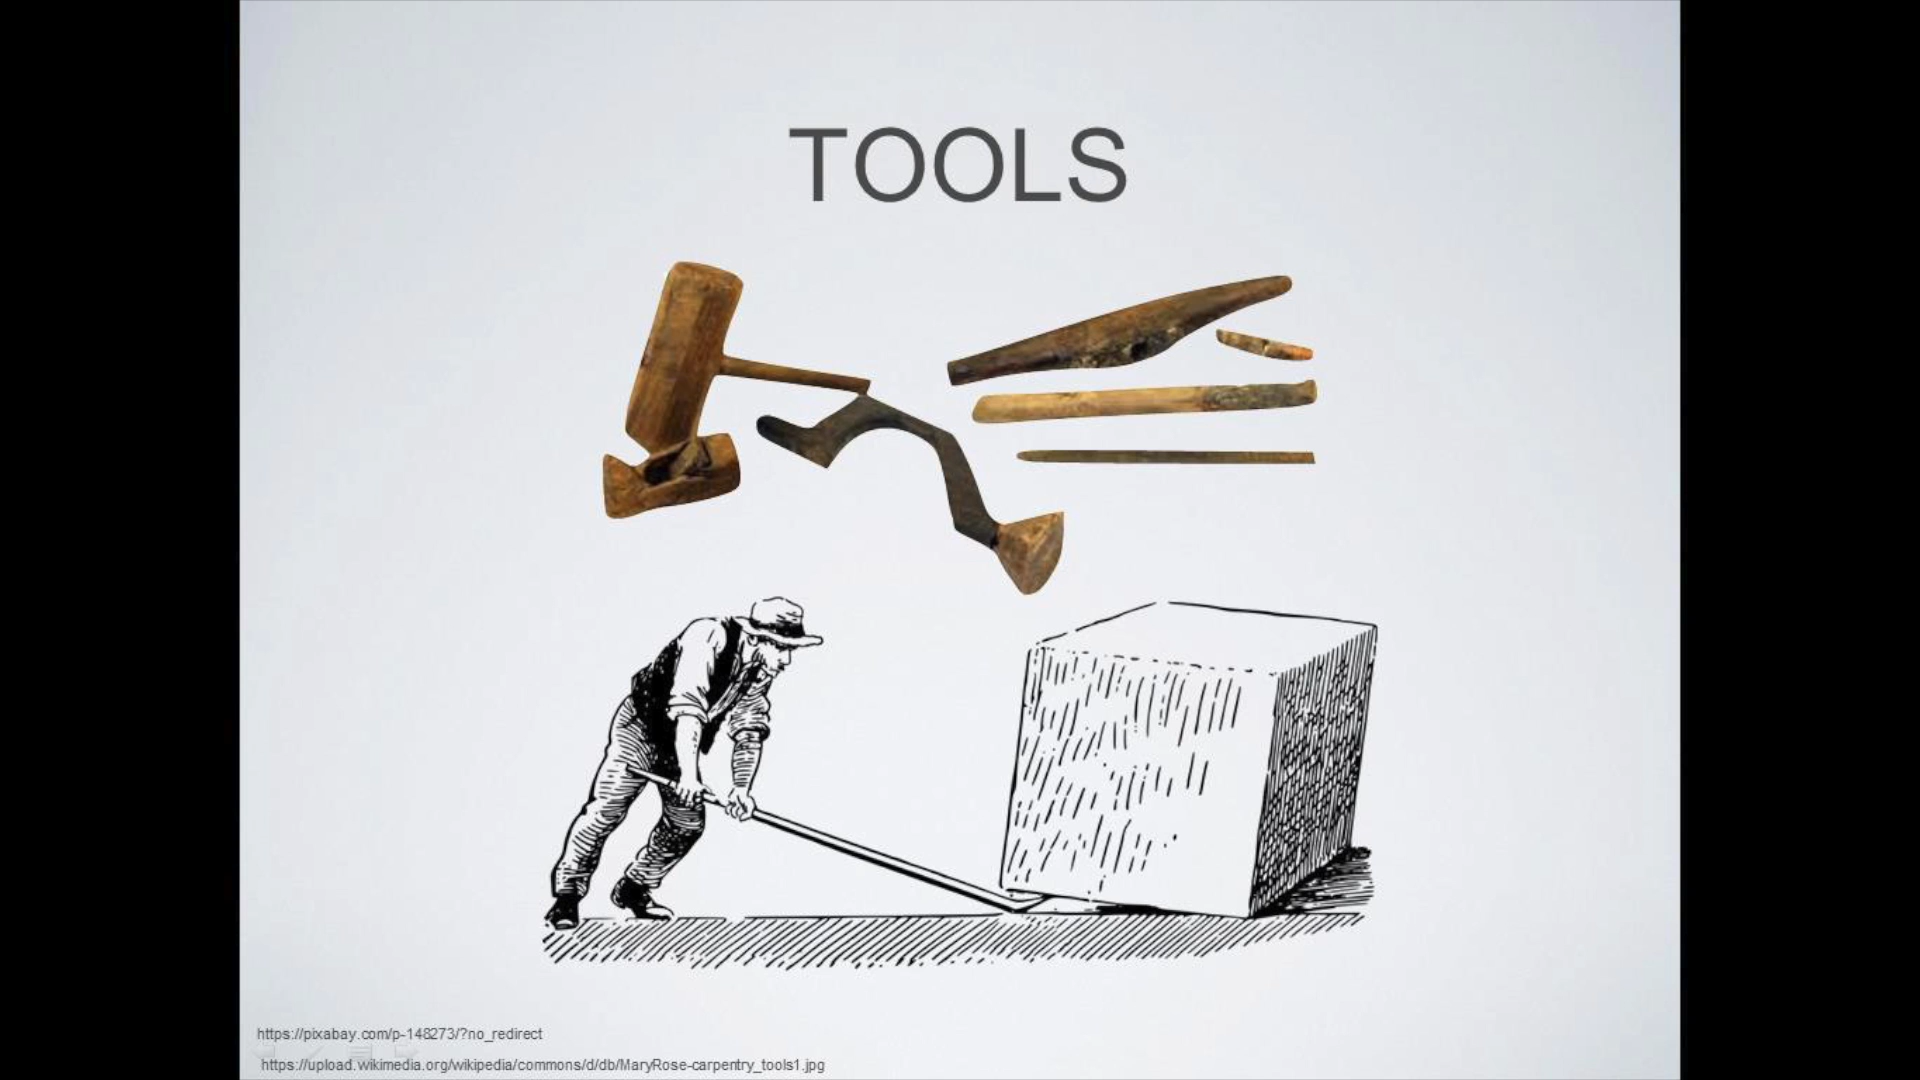 TOOLS
https://pixabay.com/p-148273/?no_redirect
https://upload.wikimedia.org/wikipedia/commons/d/db/MaryRose-carpentry_tools1.jpg